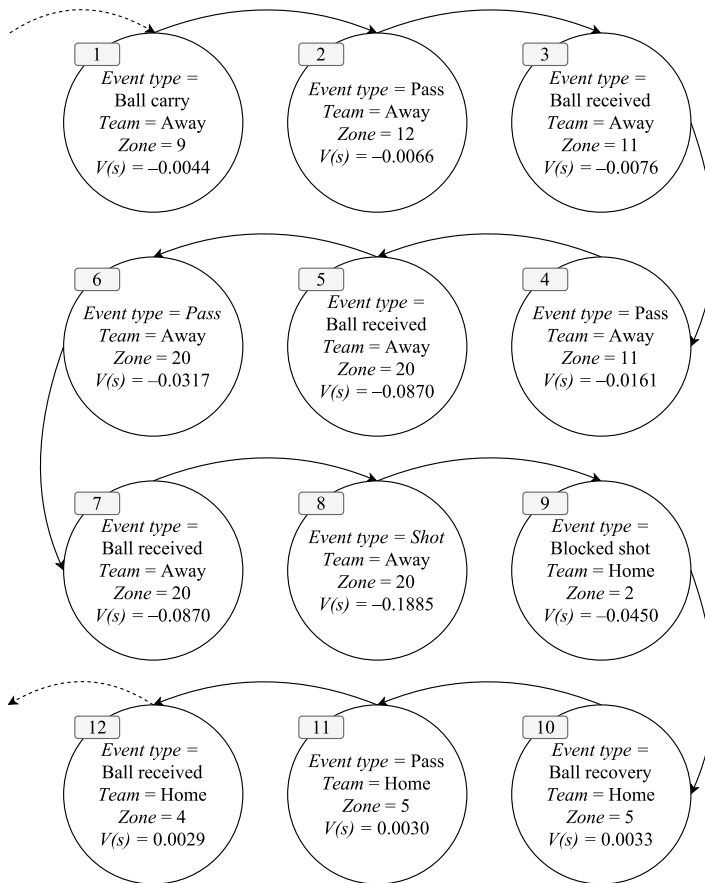 1
Event type =
Ball carry
Team = Away
Zone = 9
V(s) = –0.0044
2
Event type = Pass
Team = Away
Zone = 12
V(s) = –0.0066
3
Event type =
Ball received
Team = Away
Zone = 11
V(s) = –0.0076
4
Event type = Pass
Team = Away
Zone = 11
V(s) = –0.0161
5
Event type =
Ball received
Team = Away
Zone = 20
V(s) = –0.0870
6
Event type = Pass
Team = Away
Zone = 20
V(s) = –0.0317
7
Event type =
Ball received
Team = Away
Zone = 20
V(s) = –0.0870
8
Event type = Shot
Team = Away
Zone = 20
V(s) = –0.1885
9
Event type =
Blocked shot
Team = Home
Zone = 2
V(s) = –0.0450
10
Event type =
Ball recovery
Team = Home
Zone = 5
V(s) = 0.0033
11
Event type = Pass
Team = Home
Zone = 5
V(s) = 0.0030
12
Event type =
Ball received
Team = Home
Zone = 4
V(s) = 0.0029